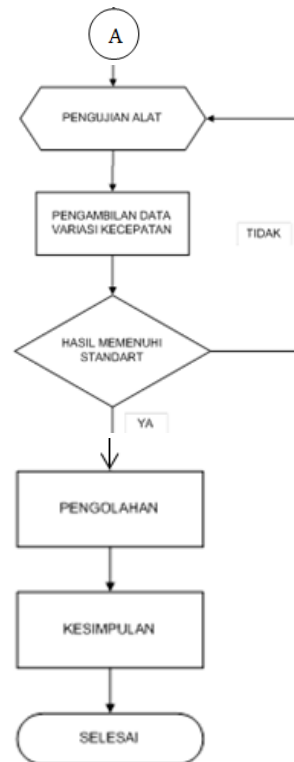 A
PENGUJIAN ALAT
PENGAMBILAN DATA
VARIASI KECEPATAN
TIDAK
HASIL MEMENUHI
STANDART
YA
PENGOLAHAN
KESIMPULAN
SELESAI